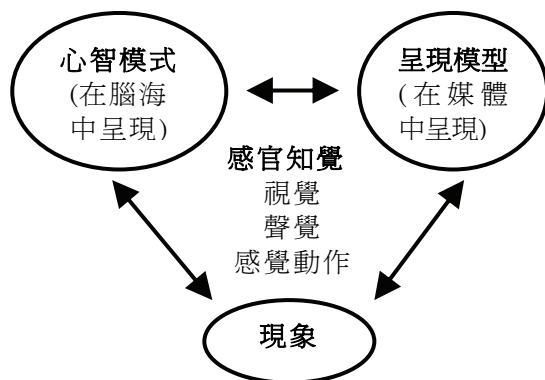 心智模式
(在腦海
中呈現)
呈現模型
(在媒體
中呈現)
感官知覺
視覺
聲覺
感覺動作
現象